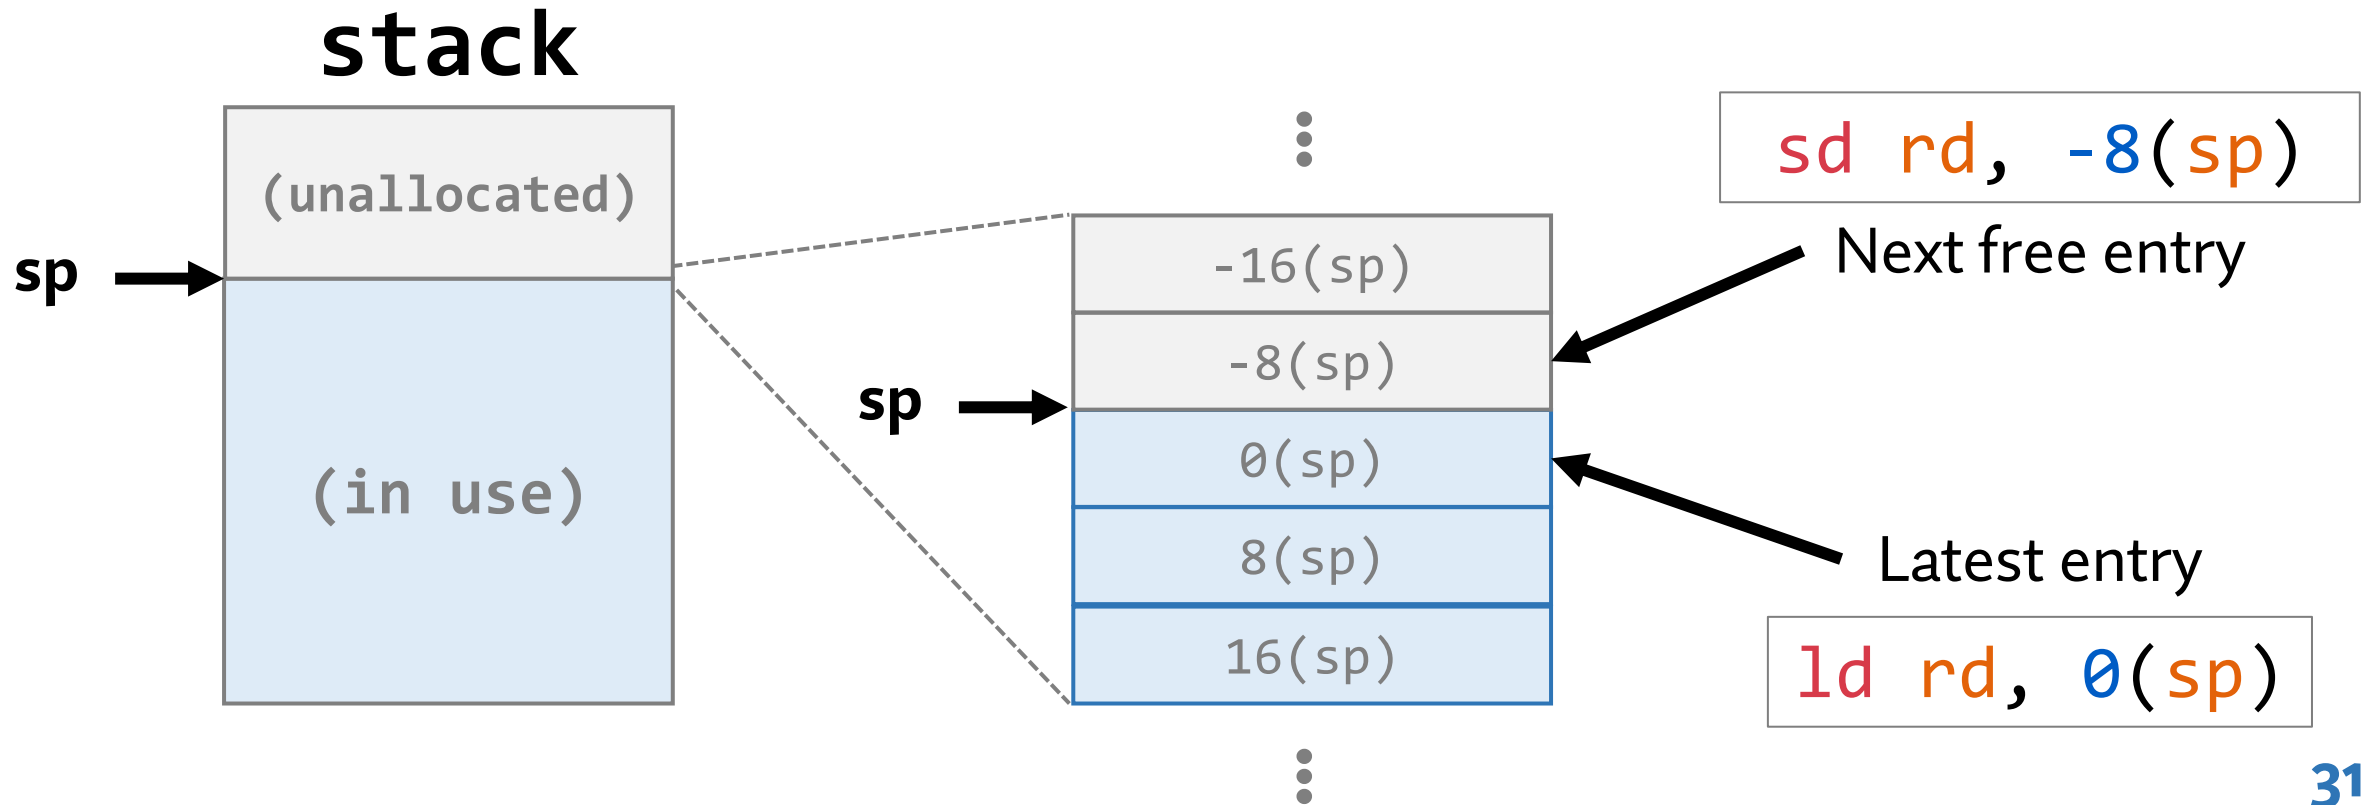 stack
(unallocated)
sp
(in use)
-16(sp)
-8(sp)
sp
0(sp)
8(sp)
16(sp)
sd rd, -8(sp)
Next free entry
Latest entry
ld rd, 0(sp)
31